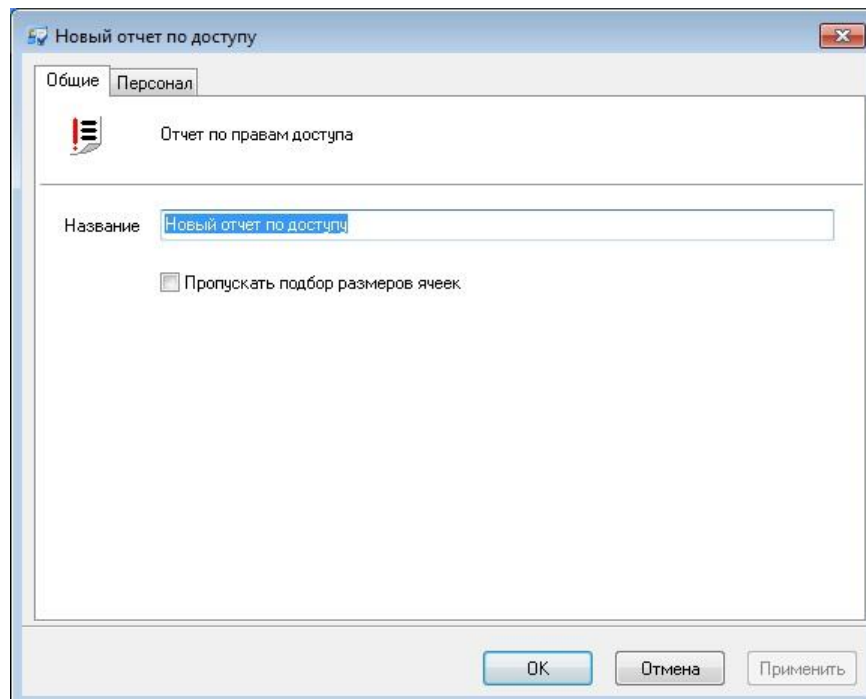 Новый отчет по доступу
Общие
Персонал
Отчет по правам доступа
Название
Новый отчет по доступу
Пропускать подбор размеров ячеек
OK
Отмена
Применить